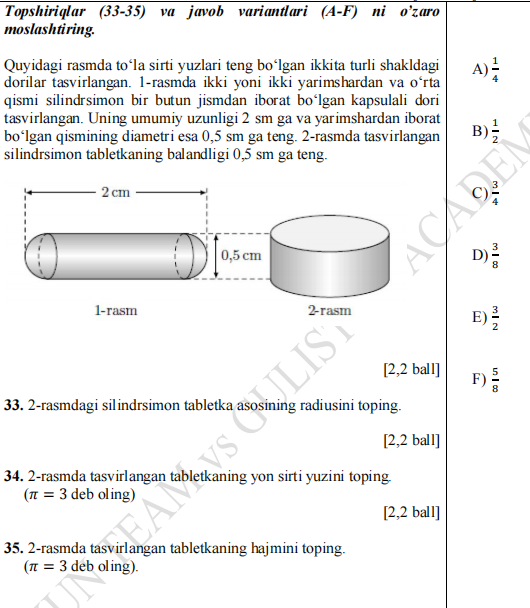 Topshiriqlar (33-35) va javob variantlari (A-F) ni o'zaro
moslashtiring.
Quyidagi rasmda to'la sirti yuzlari teng bo'lgan ikkita turli shakldagi
dorilar tasvirlangan. 1-rasmda ikki yoni ikki yarimshardan va o'rta
qismi silindrsimon bir butun jismdan iborat bo'lgan kapsulali dori
tasvirlangan. Uning umumiy uzunligi 2 sm ga va yarimshardan iborat
bo'lgan qismining diametri esa 0,5 sm ga teng. 2-rasmda tasvirlangan
silindrsimon tabletkaning balandligi 0,5 sm ga teng.
2 cm
0,5 cm
1-rasm
2-rasm
[2,2 ball]
33. 2-rasmdagi silindrsimon tabletka asosining radiusini toping.
[2,2 ball]
34. 2-rasmda tasvirlangan tabletkaning yon sirti yuzini toping.
(π = 3 deb oling)
[2,2 ball]
35. 2-rasmda tasvirlangan tabletkaning hajmini toping.
(π = 3 deb oling).
A) 1/4
B) 1/2
C) 3/4
D) 3/8
E) 3/2
F) 5/8
TEAM vs GULIST
ACADEM